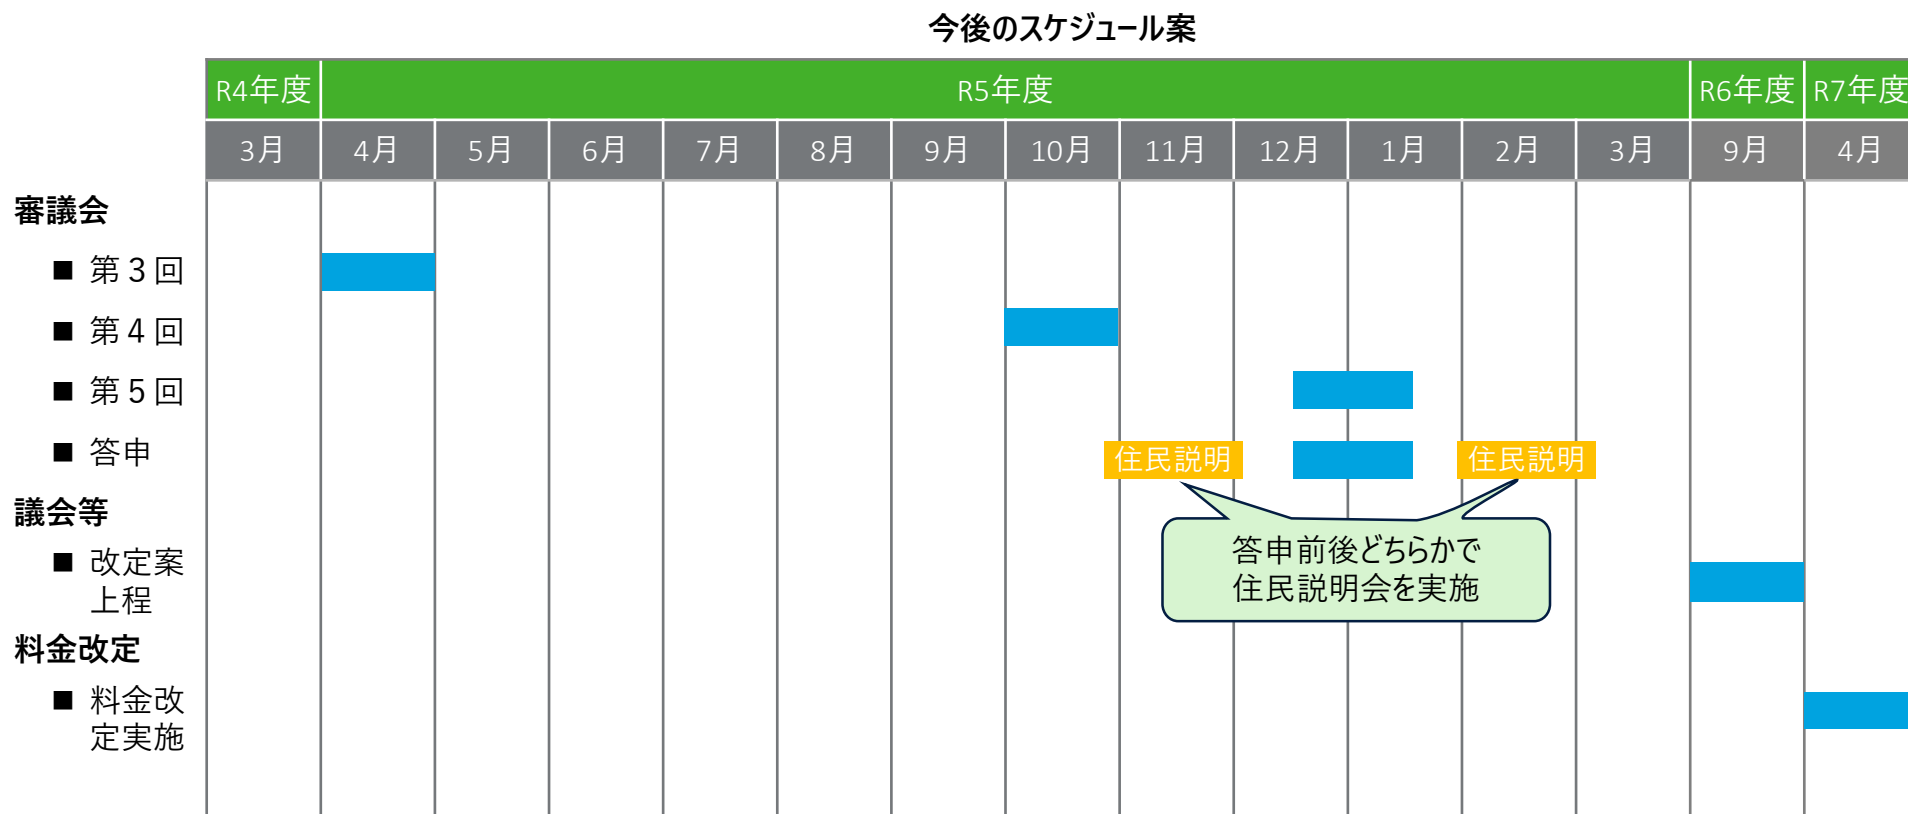 今後のスケジュール案
R4年度 R5年度 R6年度 R7年度
3月 4月 5月 6月 7月 8月 9月 10月 11月 12月 1月 2月 3月 9月 4月
審議会
■ 第3回
■ 第4回
■ 第5回
■ 答申
住民説明 住民説明
答申前後どちらかで
住民説明会を実施
議会等
■ 改定案
上程
料金改定
■ 料金改
定実施